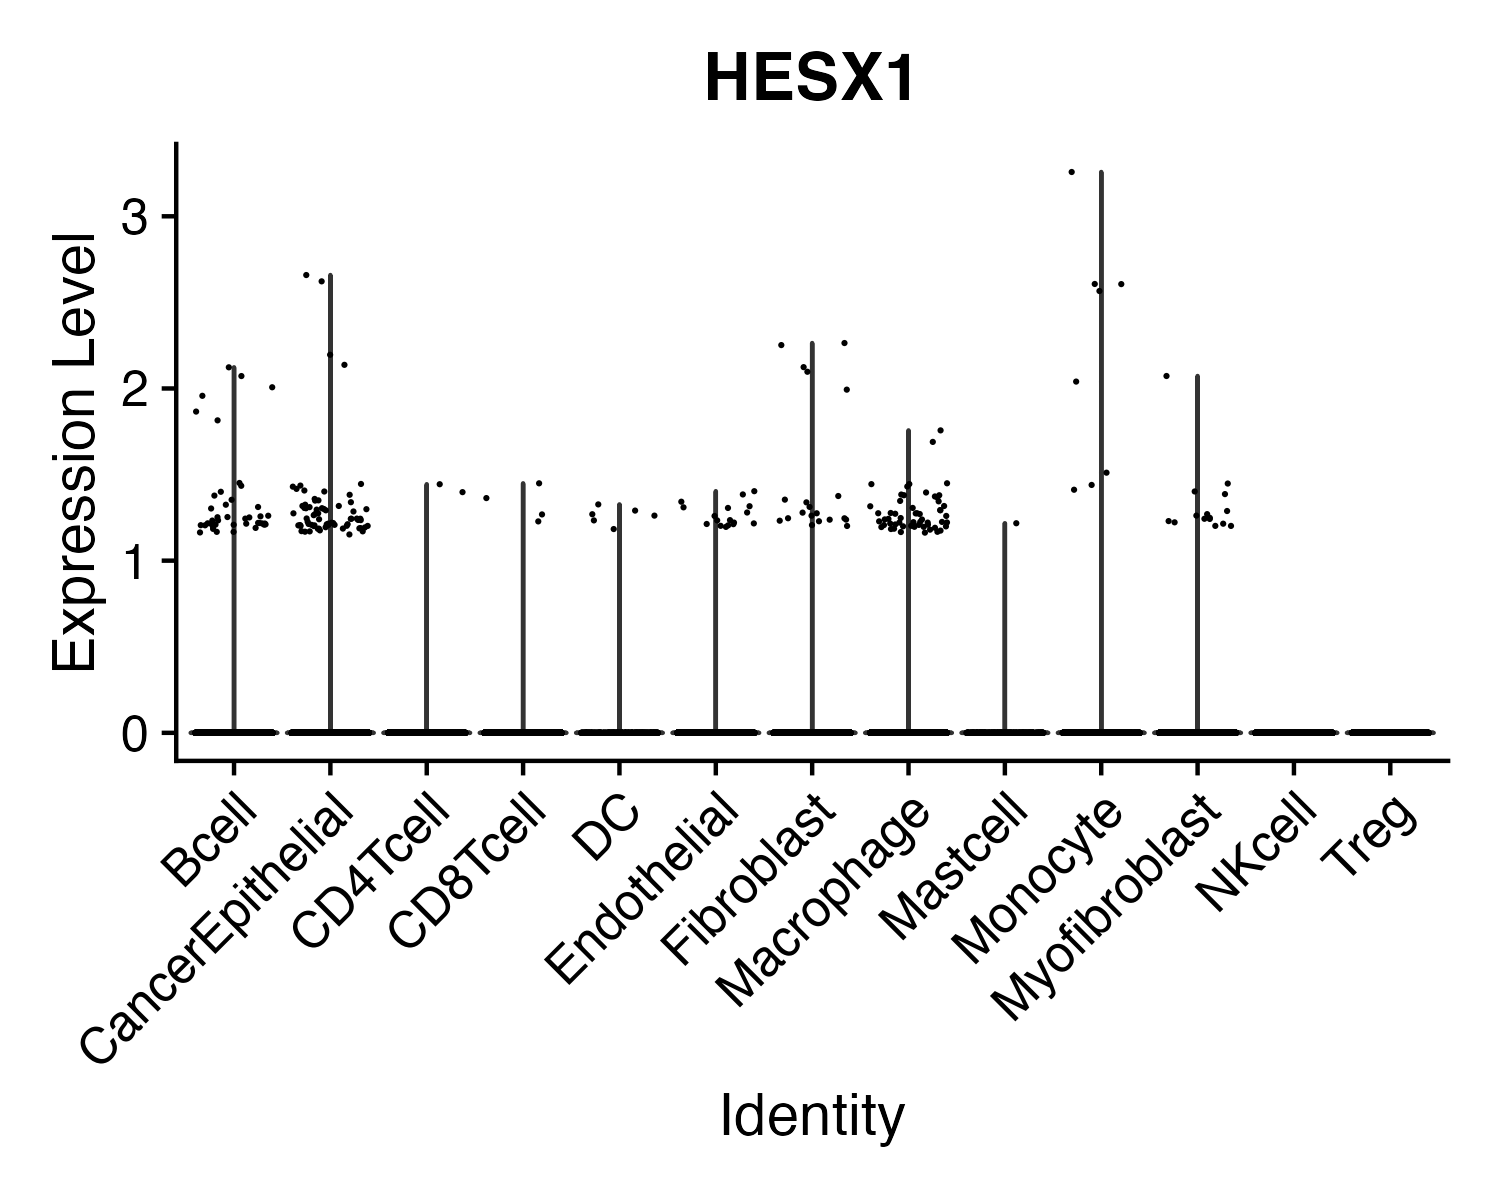 HESX1
Expression Level
3
2
1
0
Bcell
CancerEpithelial
CD4Tcell
CD8Tcell
DC
Endothelial
Fibroblast
Macrophage
Mastcell
Monocyte
Myofibroblast
NKcell
Treg
Identity